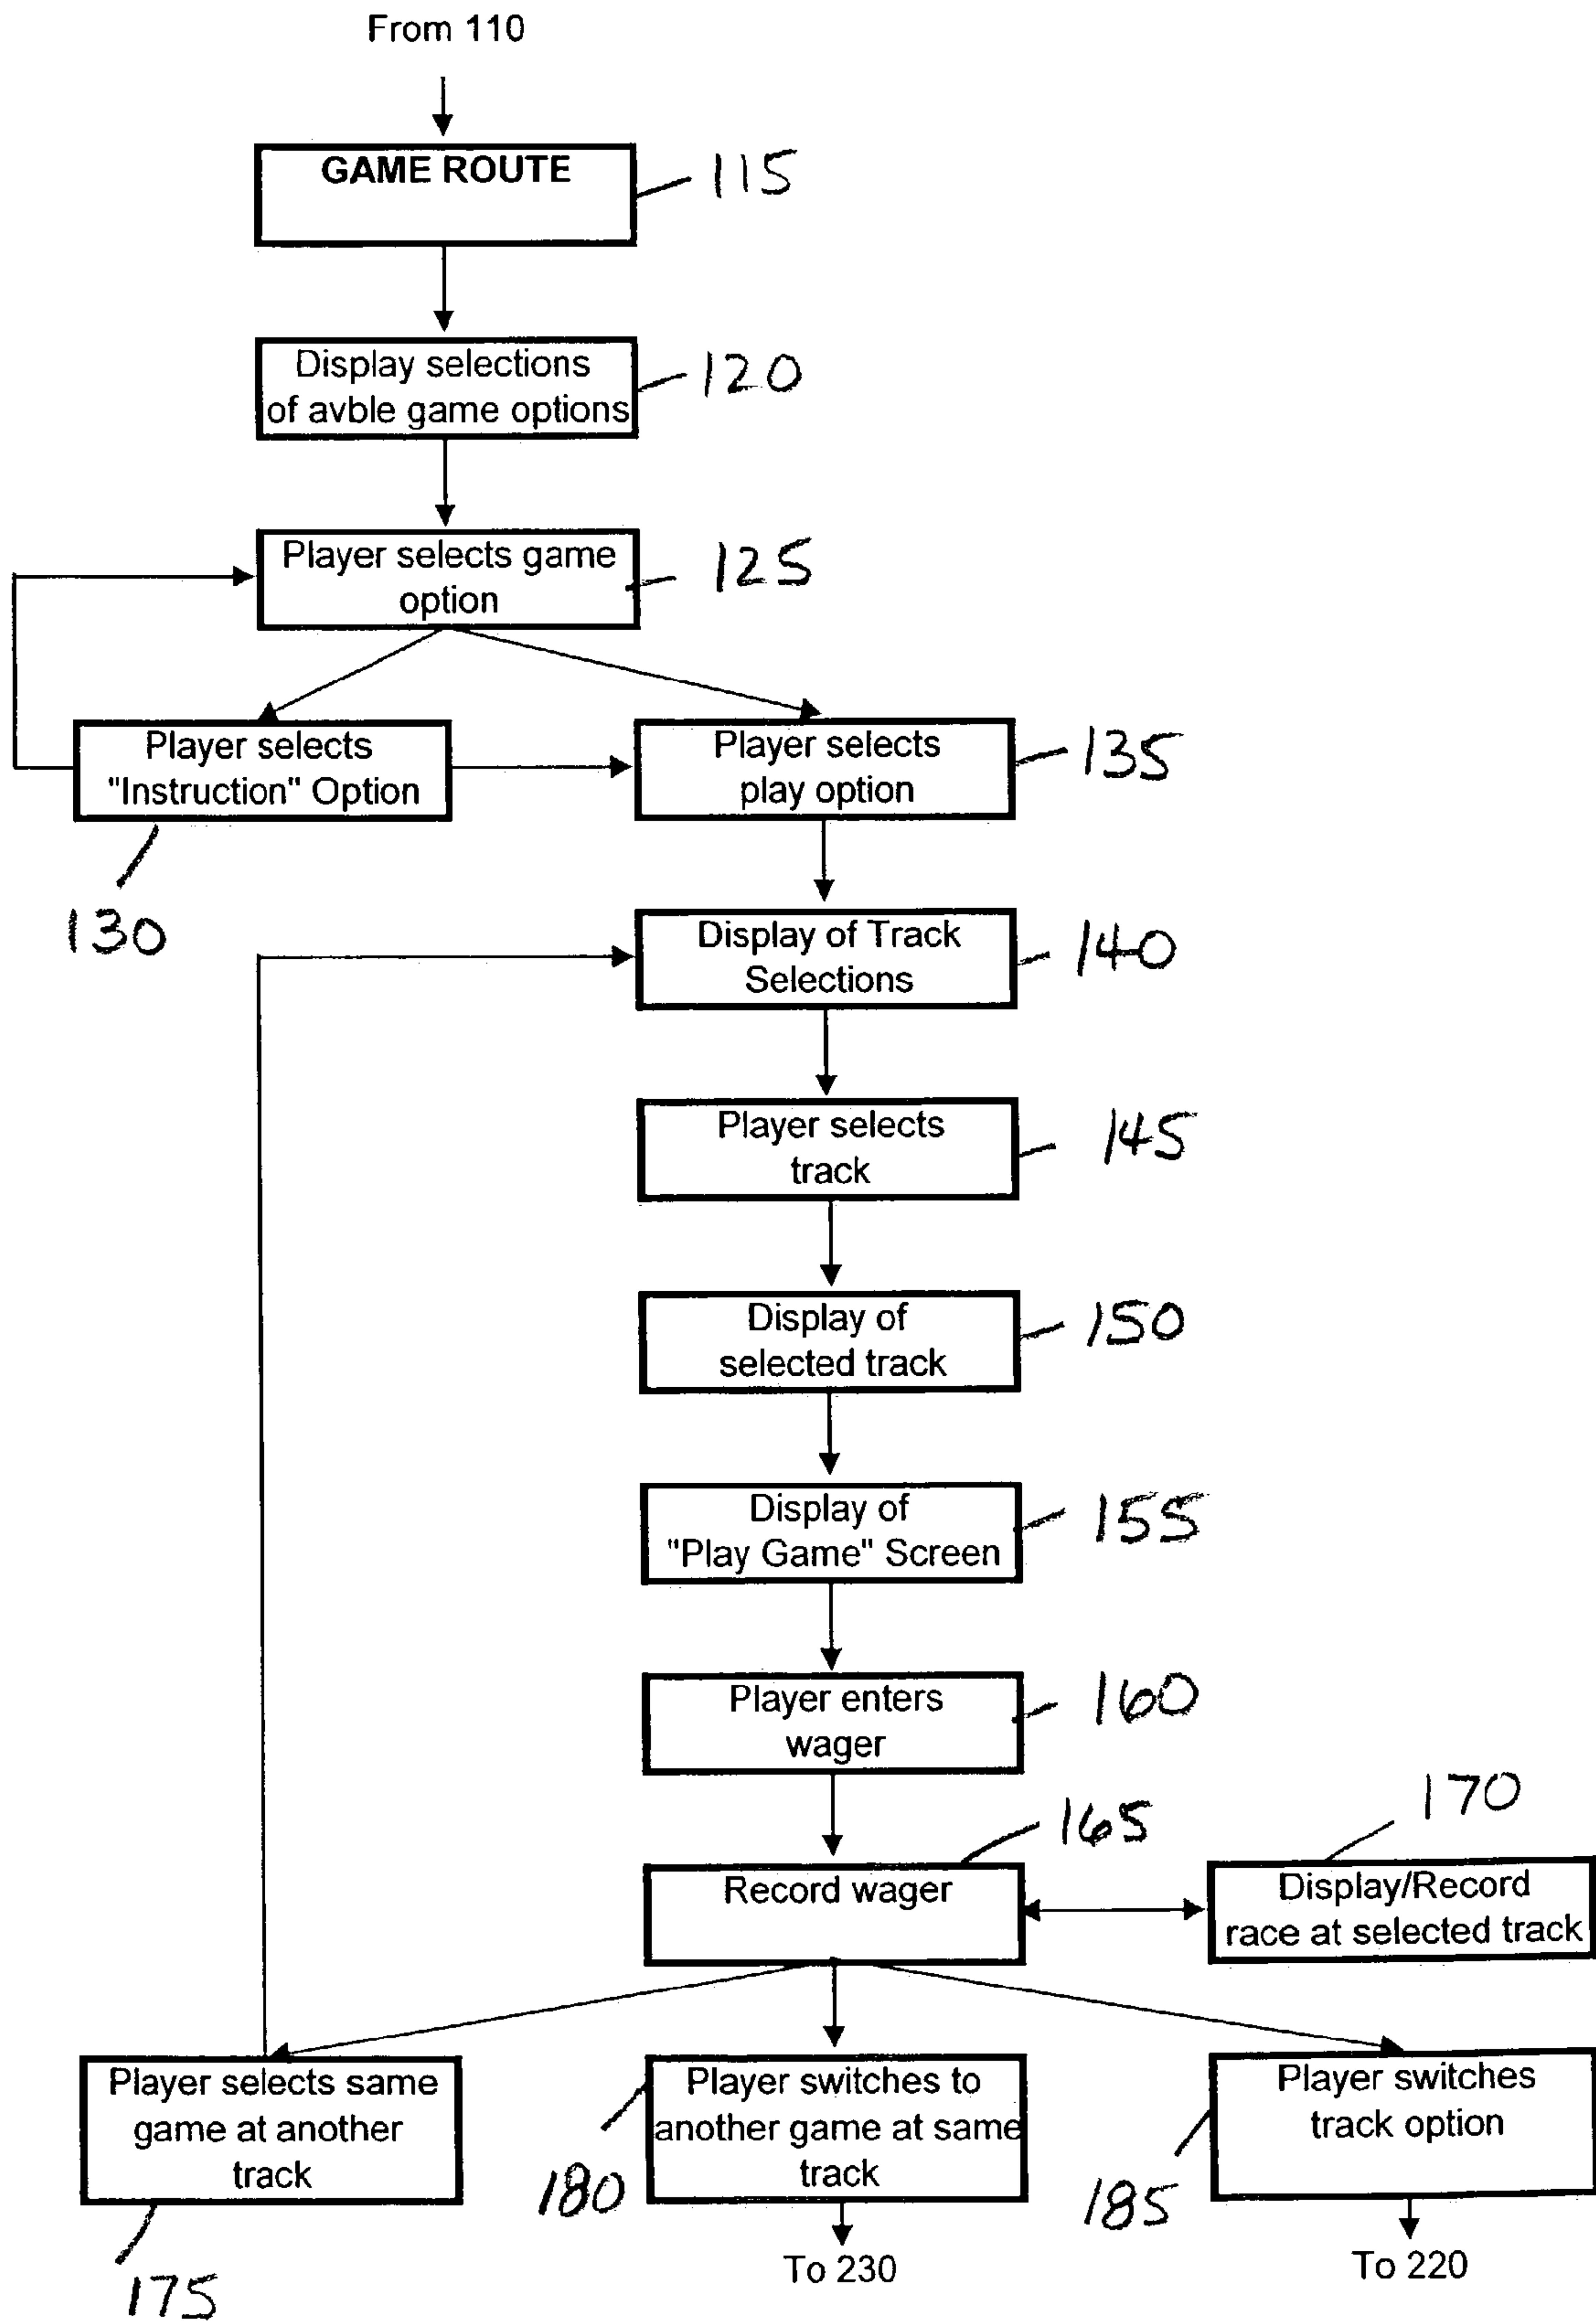 From 110
GAME ROUTE
115
Display selections
of avble game options
120
Player selects game
option
125
Player selects
"Instruction" Option
130
Player selects
play option
135
Display of Track
Selections
140
Player selects
track
145
Display of
selected track
150
Display of
"Play Game" Screen
155
Player enters
wager
160
Record wager
165
170
Display/Record
race at selected track
Player selects same
game at another
track
175
Player switches to
another game at same
track
180
To 230
Player switches
track option
185
To 220